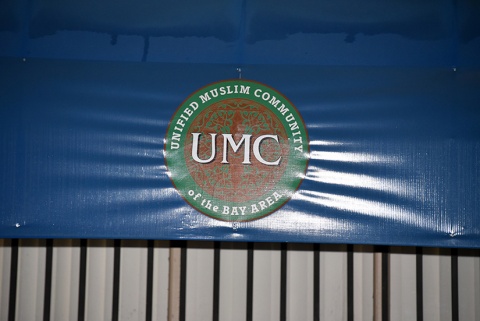 UNIFIED MUSLIM COMMUNITY
UMC
of the BAY AREA